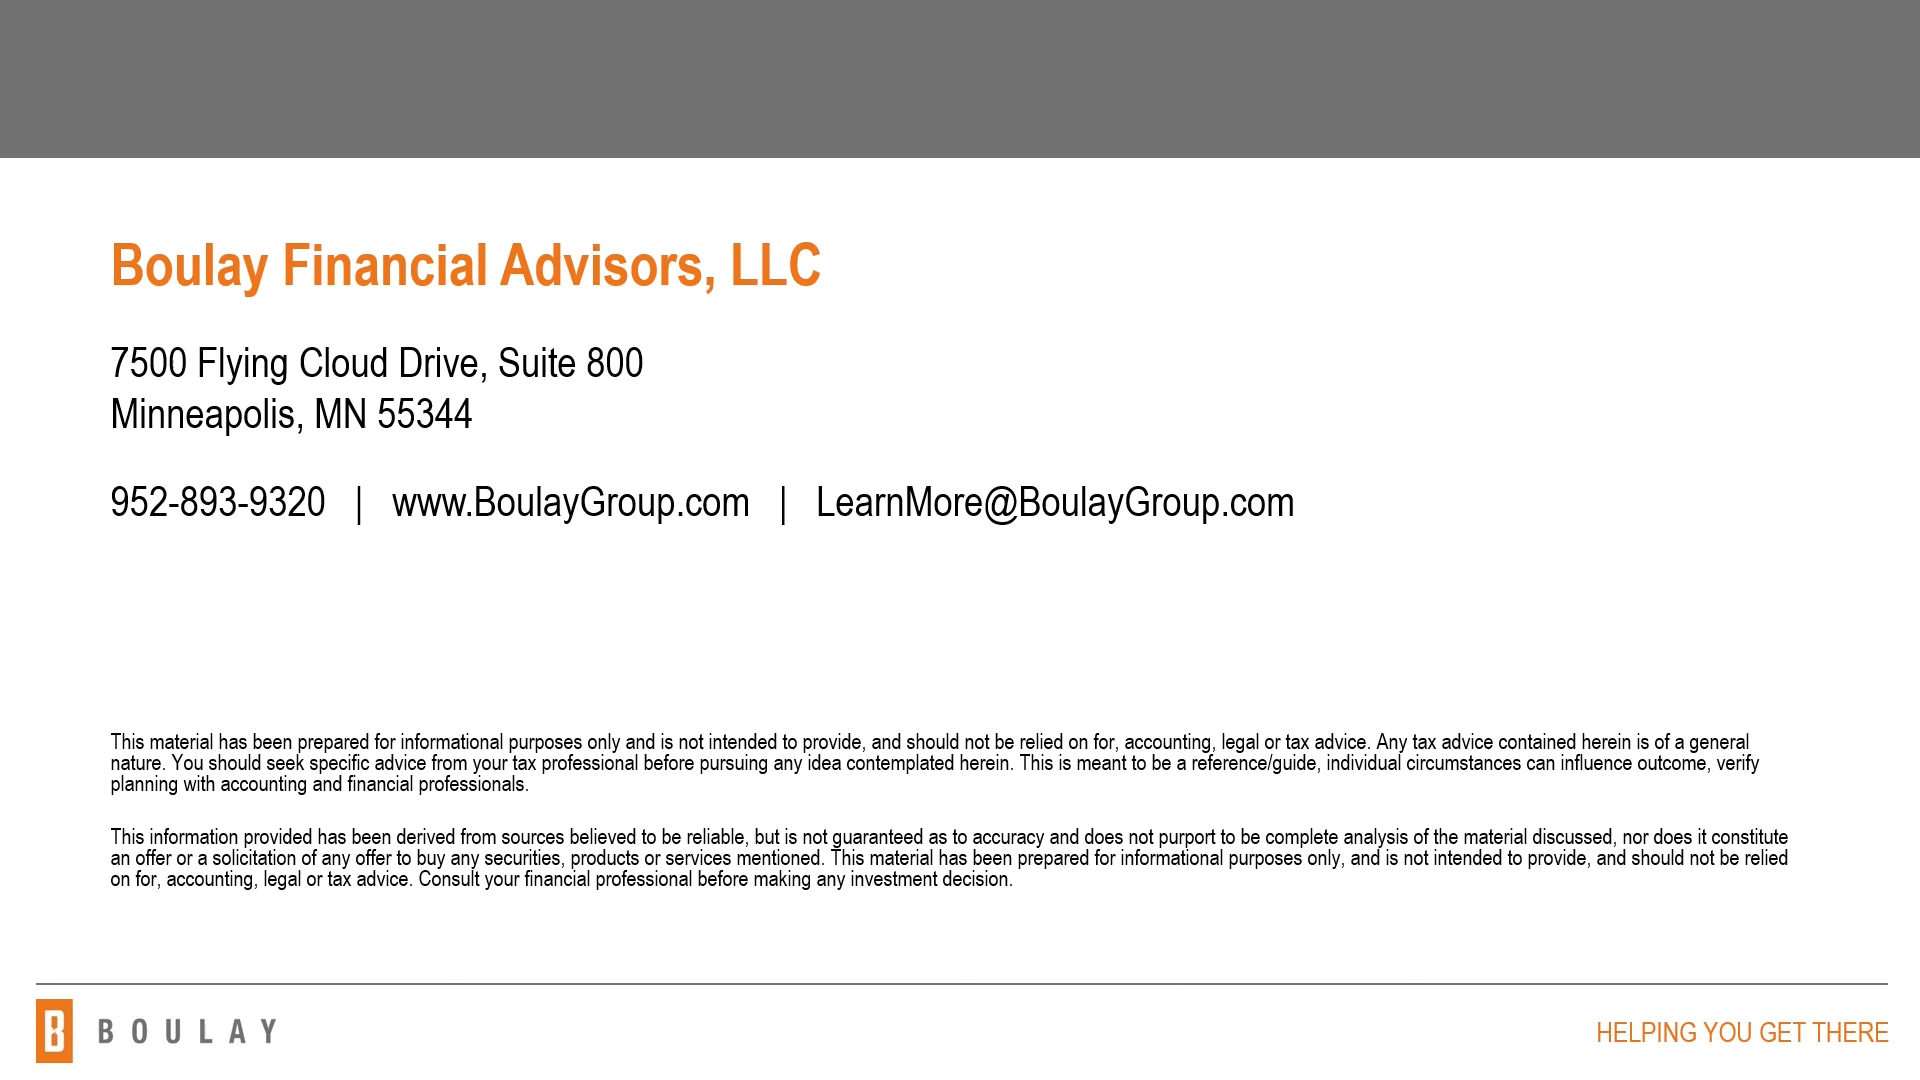 Boulay Financial Advisors, LLC
7500 Flying Cloud Drive, Suite 800
Minneapolis, MN 55344
952-893-9320 | www.BoulayGroup.com | LearnMore@BoulayGroup.com
This material has been prepared for informational purposes only and is not intended to provide, and should not be relied on for, accounting, legal or tax advice. Any tax advice contained herein is of a general
nature. You should seek specific advice from your tax professional before pursuing any idea contemplated herein. This is meant to be a reference/guide, individual circumstances can influence outcome, verify
planning with accounting and financial professionals.
This information provided has been derived from sources believed to be reliable, but is not guaranteed as to accuracy and does not purport to be complete analysis of the material discussed, nor does it constitute
an offer or a solicitation of any offer to buy any securities, products or services mentioned. This material has been prepared for informational purposes only, and is not intended to provide, and should not be relied
on for, accounting, legal or tax advice. Consult your financial professional before making any investment decision.
B BOULAY
HELPING YOU GET THERE